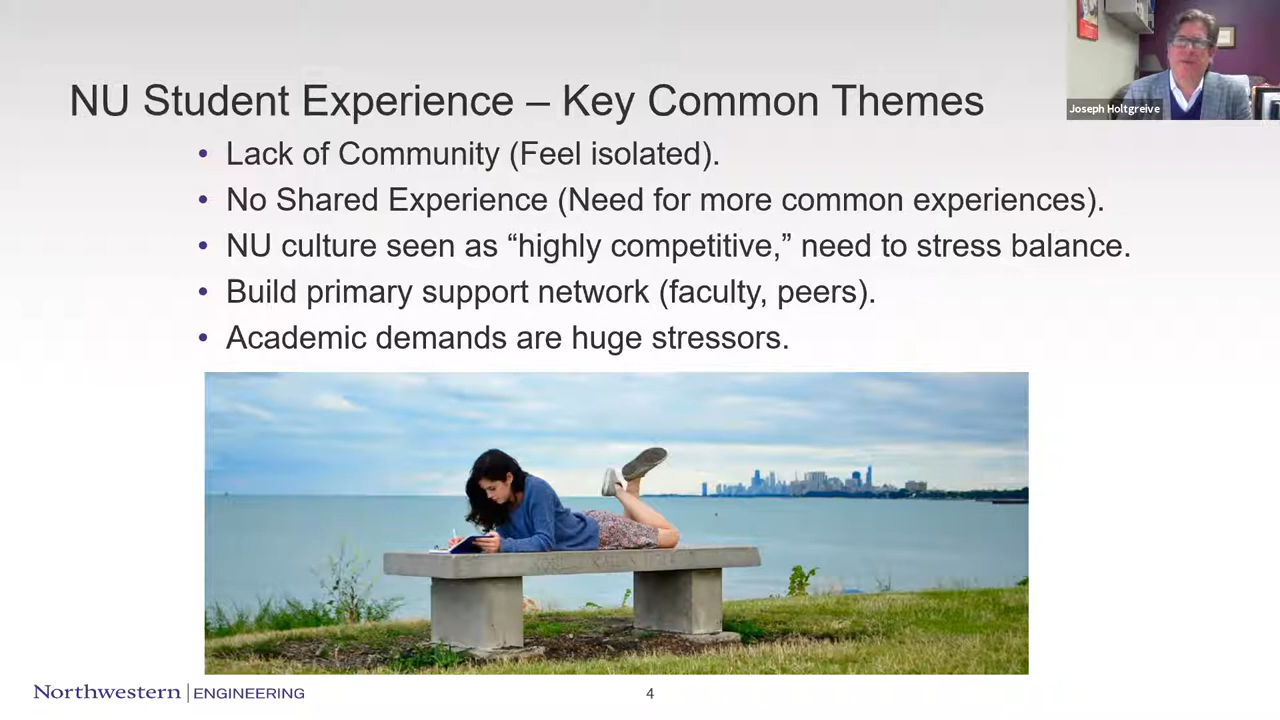 NU Student Experience – Key Common Themes
Joseph Holtgreive
• Lack of Community (Feel isolated).
• No Shared Experience (Need for more common experiences).
• NU culture seen as “highly competitive,” need to stress balance.
• Build primary support network (faculty, peers).
• Academic demands are huge stressors.
Northwestern | ENGINEERING
4